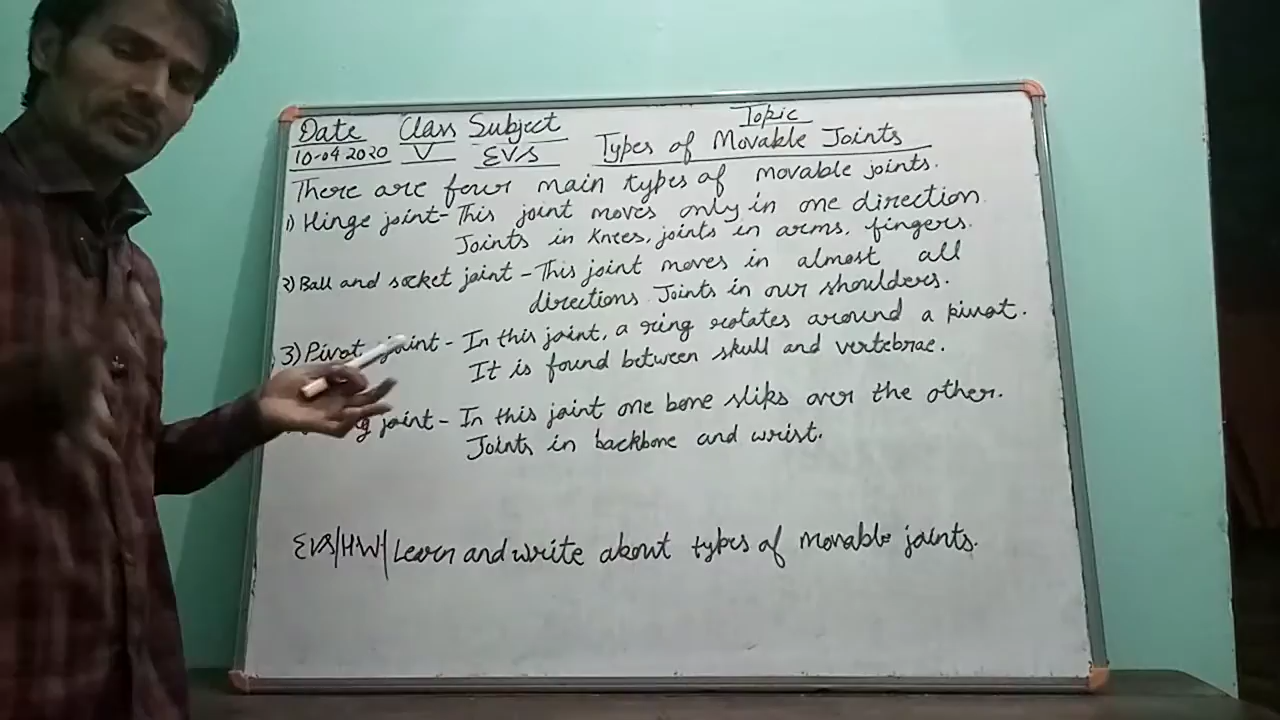 Date Class Subject Topic
10-04 2020 V EVS Types of Movable Joints
There are four main types of movable joints.
1) Hinge joint - This joint moves only in one direction
Joints in knees, joints in arms, fingers.
2) Ball and socket joint - This joint moves in almost all
directions. Joints in our shoulders.
3) Pivot joint - In this joint, a ring rotates around a pivot.
It is found between skull and vertebrae.
joint - In this joint one bone sliks over the other.
Joints in backbone and wrist.
EVS/HW/ Learn and write about types of movable joints.